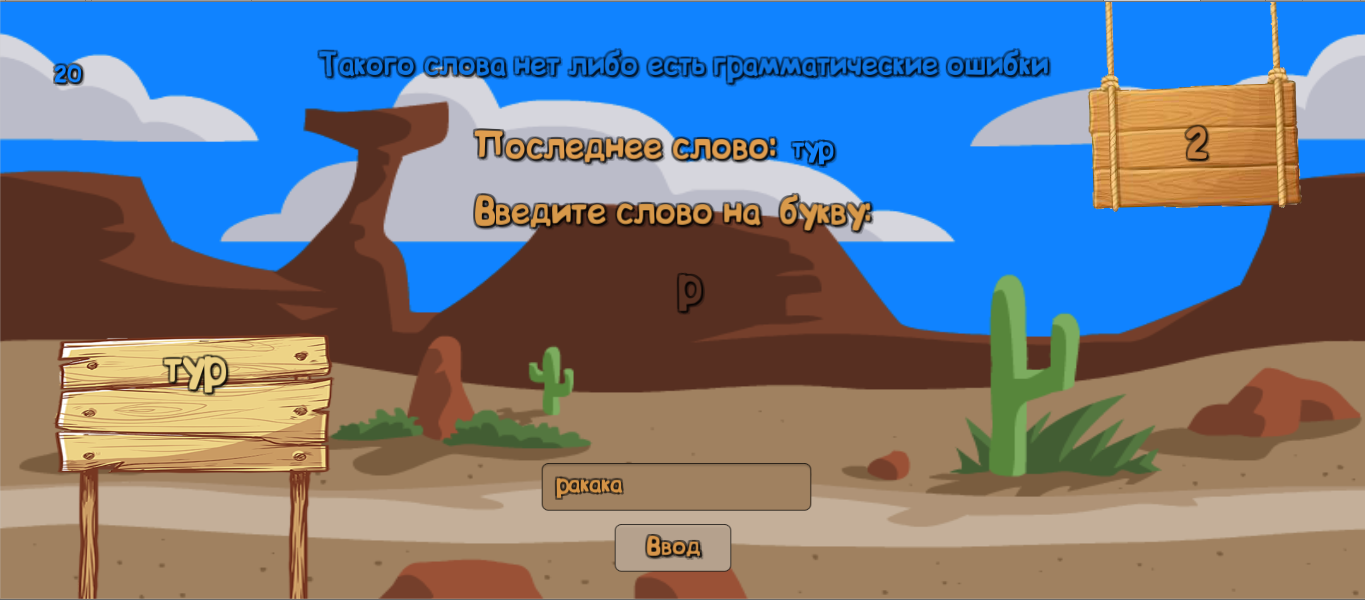 20
Такого слова нет либо есть грамматические ошибки
2
Последнее слово: тур
Введите слово на букву:
р
тур
ракака
Ввод